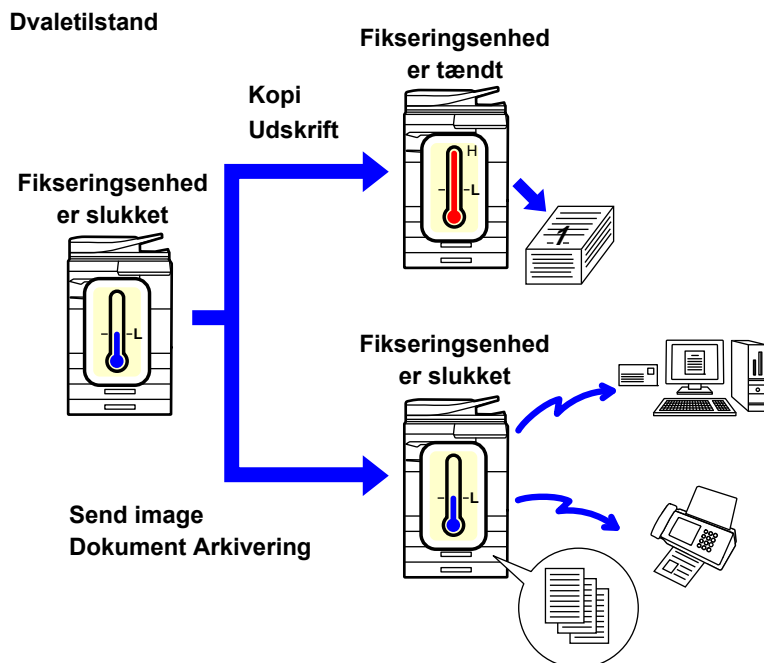 Dvaletilstand
Fikseringsenhed
er tændt
Kopi
Udskrift
H
L
1
Fikseringsenhed
er slukket
L
Fikseringsenhed
er slukket
L
Send image
Dokument Arkivering